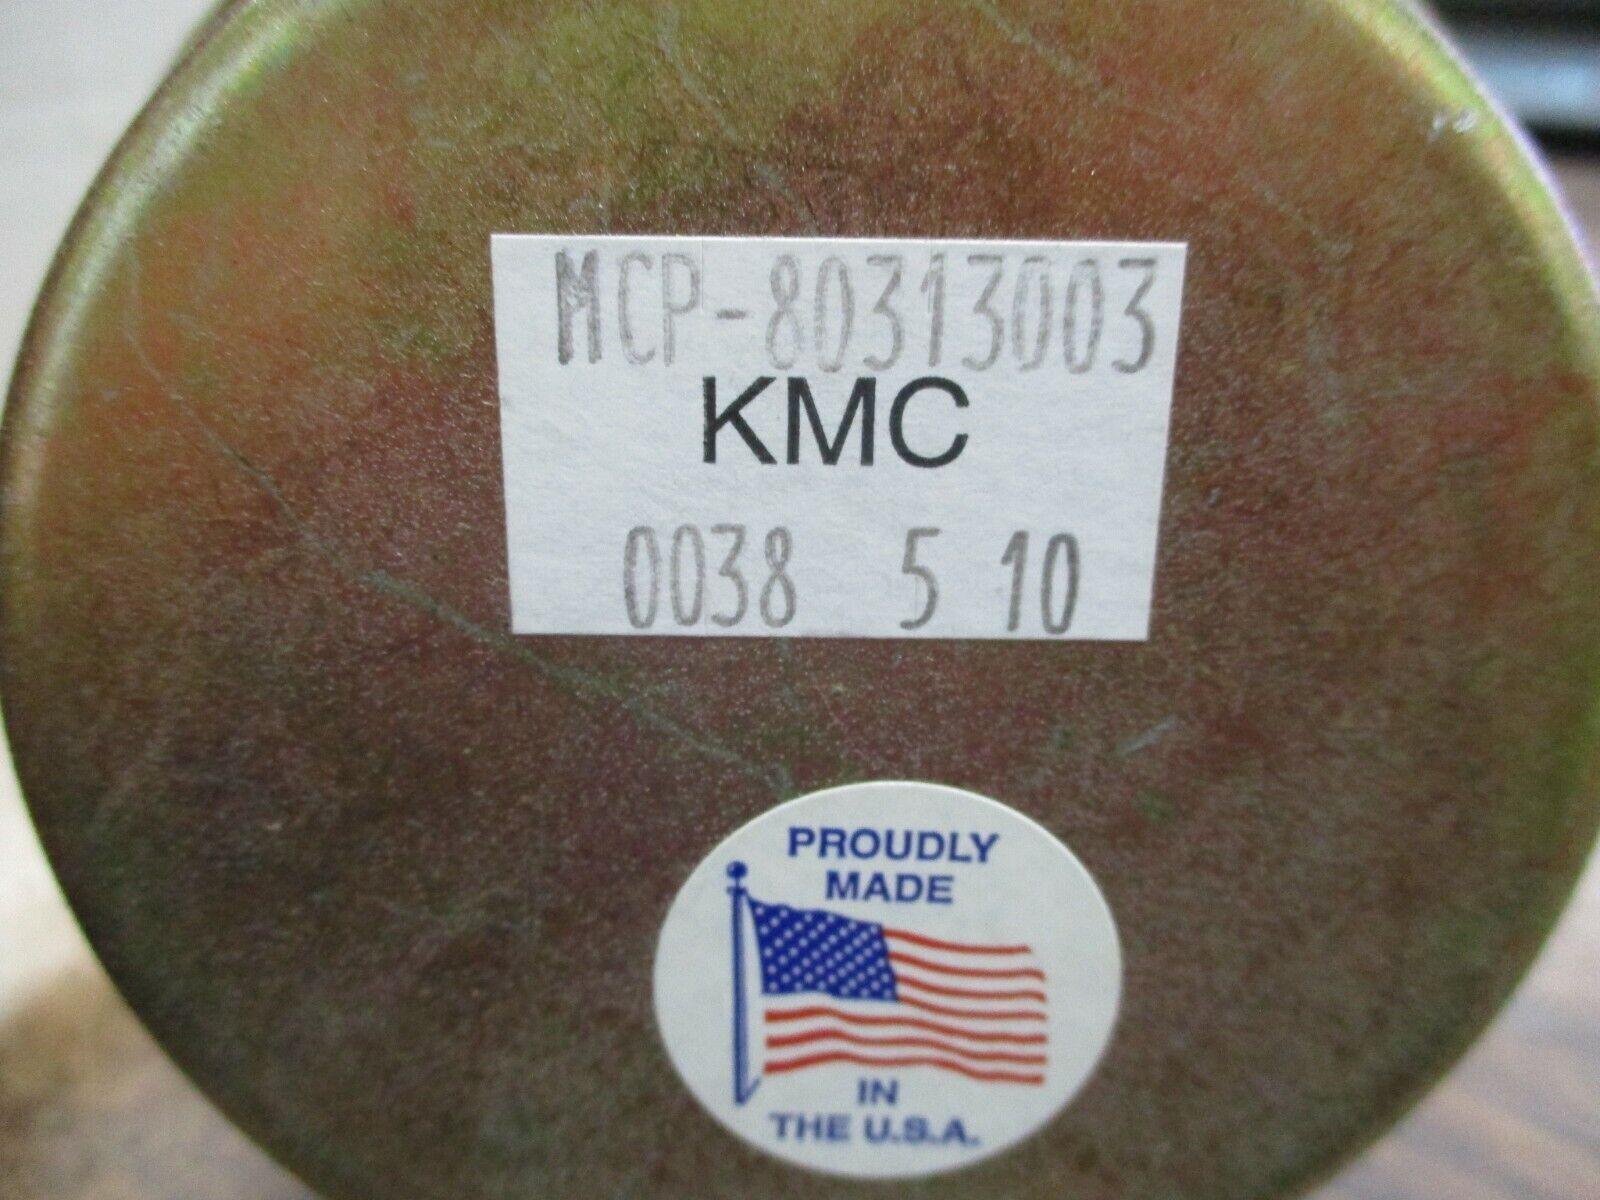 MCP-80313003
KMC
0038 5 10
PROUDLY
MADE
IN
THE U.S.A.